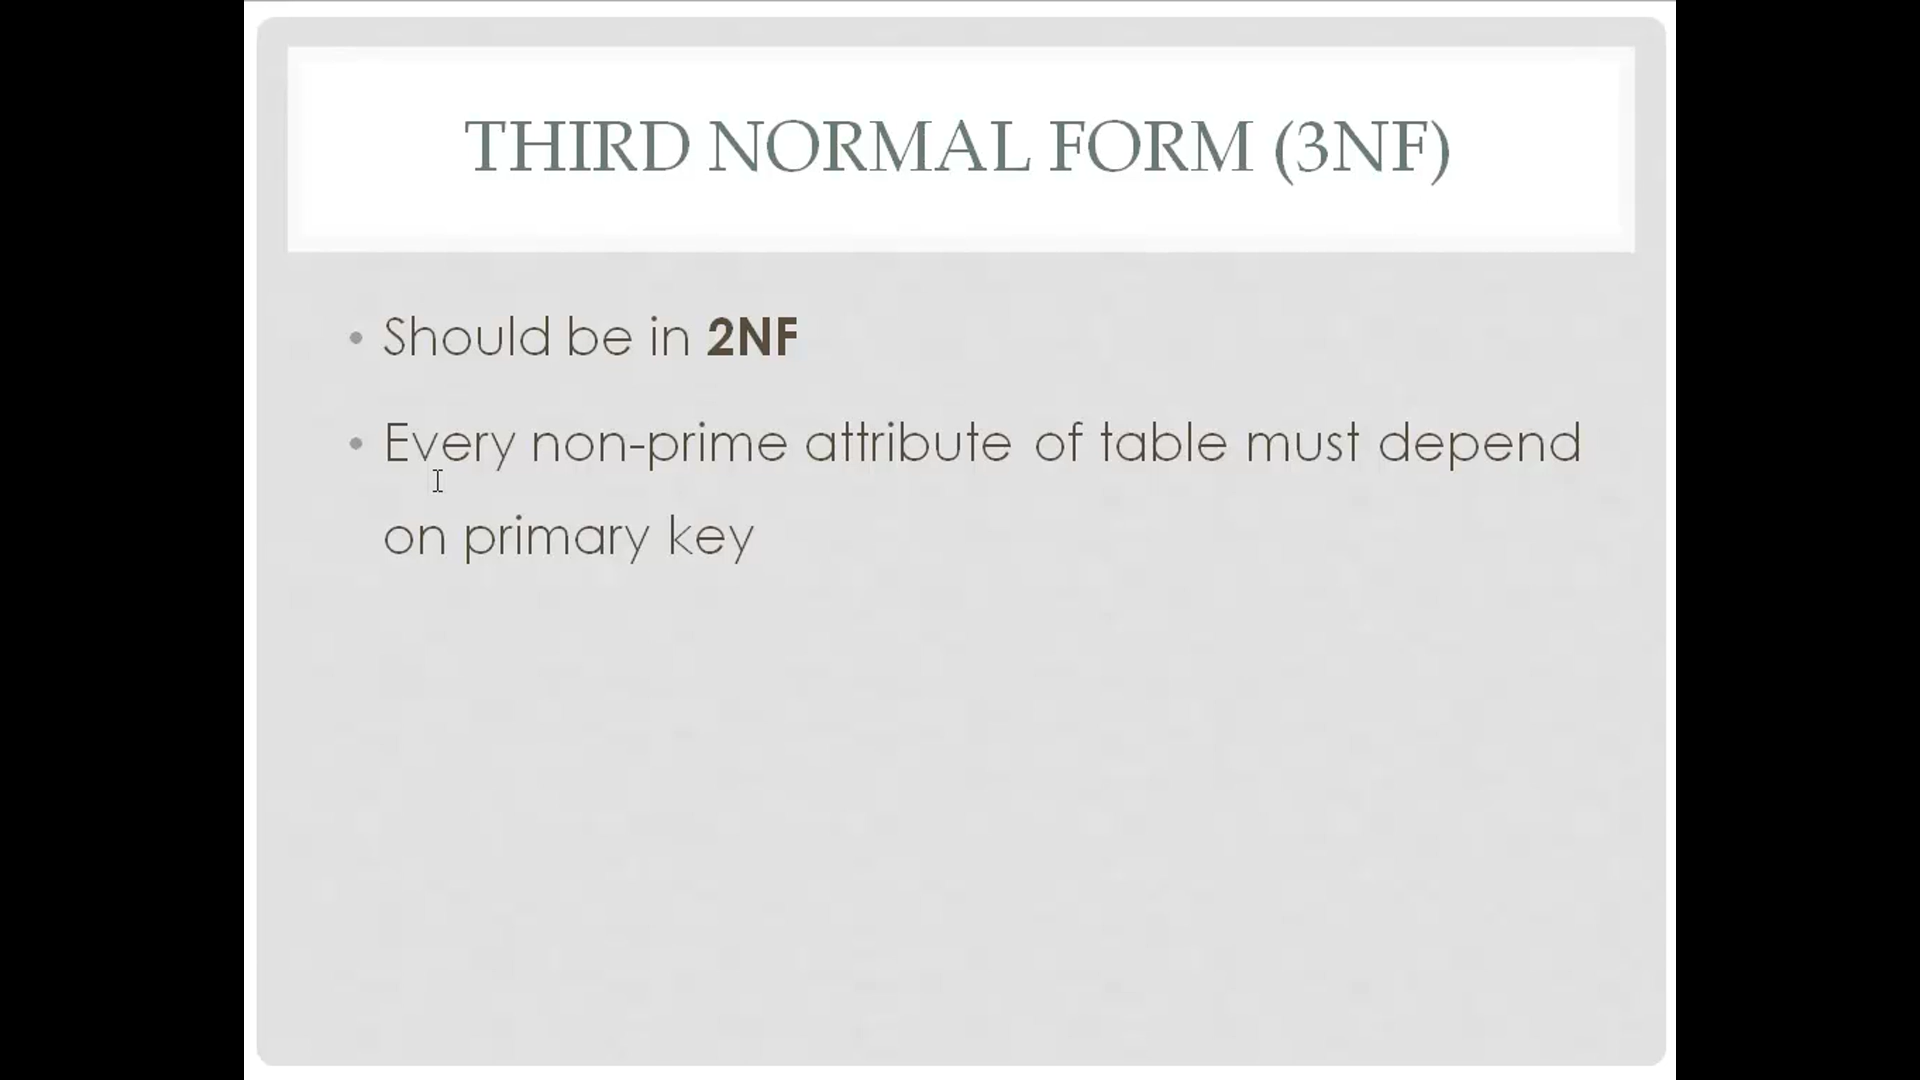 THIRD NORMAL FORM (3NF)
• Should be in 2NF
• Every non-prime attribute of table must depend
on primary key